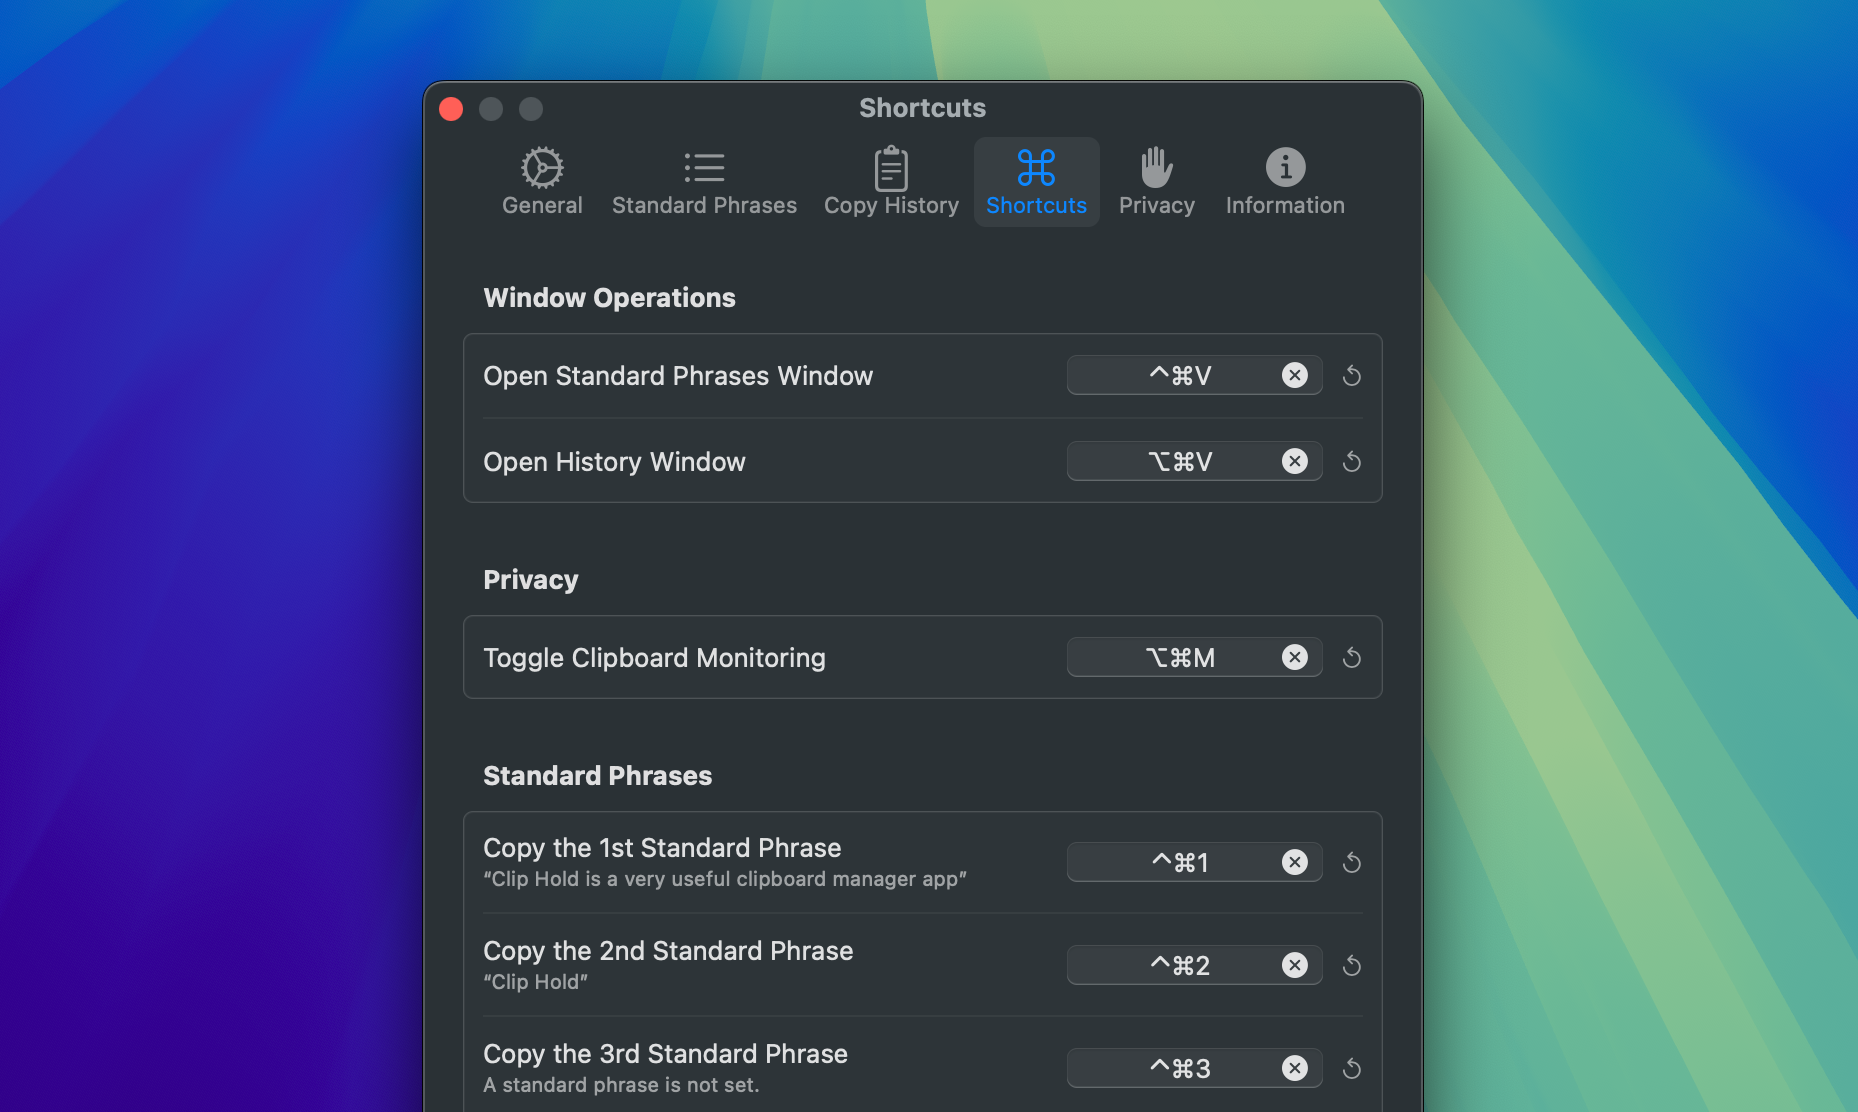 Shortcuts
General
Standard Phrases
Copy History
Shortcuts
Privacy
Information
Window Operations
Open Standard Phrases Window
^⌘V
Open History Window
⌥⌘V
Privacy
Toggle Clipboard Monitoring
⌥⌘M
Standard Phrases
Copy the 1st Standard Phrase
^⌘1
“Clip Hold is a very useful clipboard manager app”
Copy the 2nd Standard Phrase
^⌘2
“Clip Hold”
Copy the 3rd Standard Phrase
^⌘3
A standard phrase is not set.